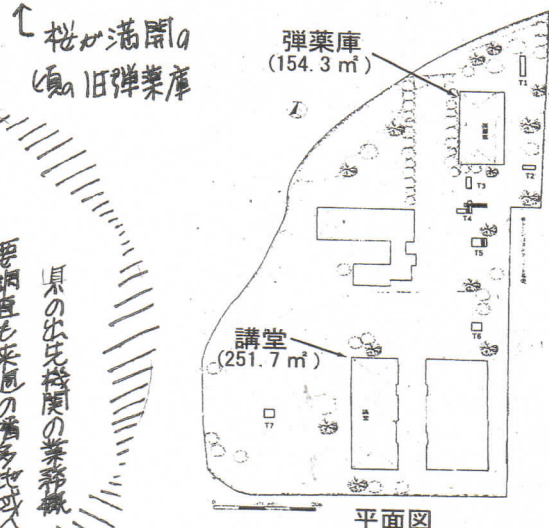 ↑
桜が満開の
頃の旧弾薬庫
県の出先機関の業務機
弾薬庫
(154.3㎡)
T1
T2
T3
T4
T5
T6
講堂
(251.7㎡)
講堂
T7
平面図